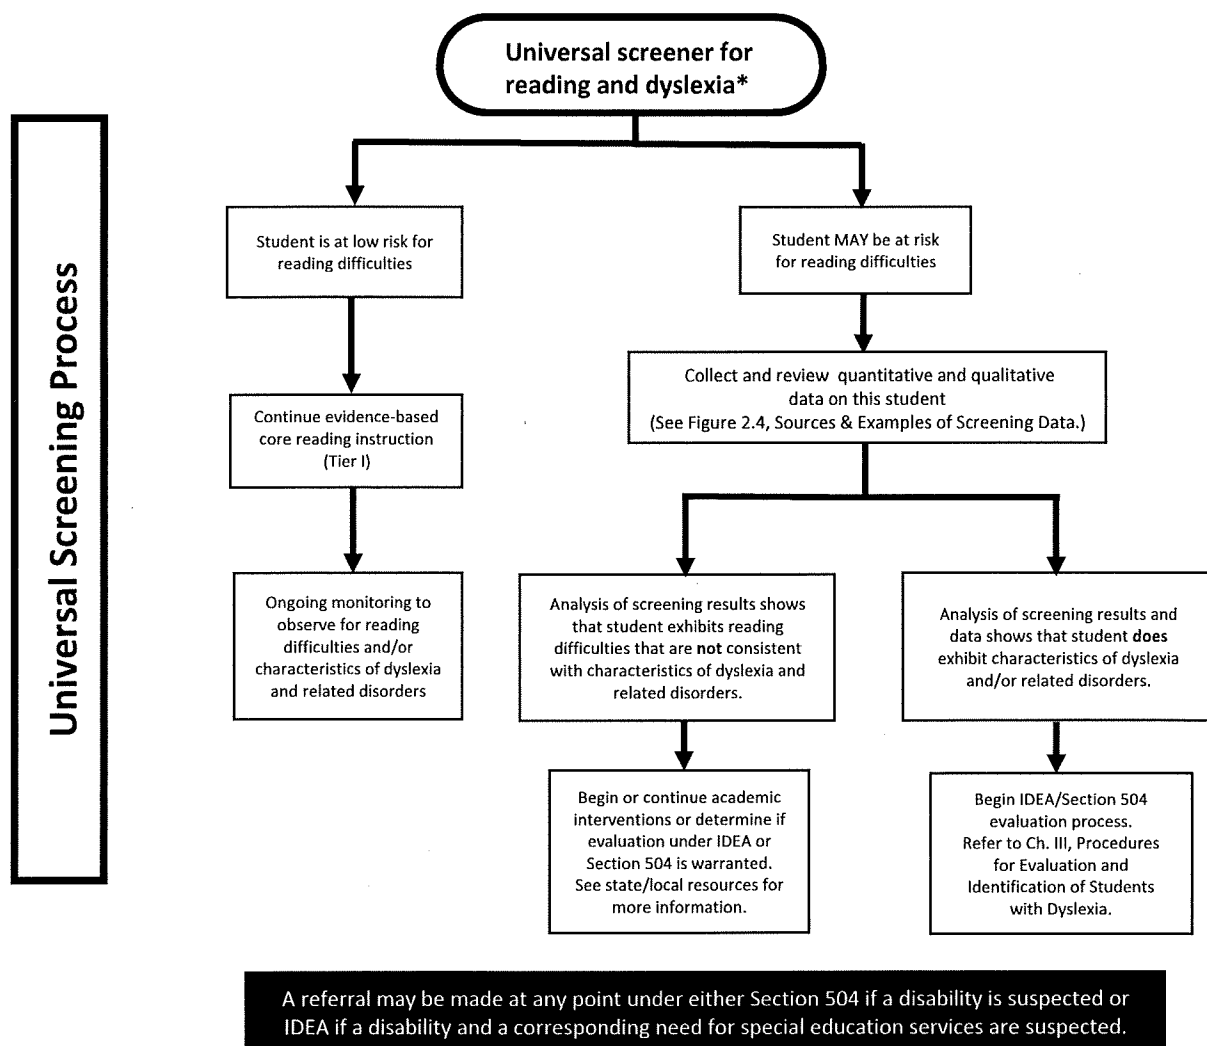 Universal screener for
reading and dyslexia*
Universal Screening Process
Student is at low risk for
reading difficulties
Student MAY be at risk
for reading difficulties
Continue evidence-based
core reading instruction
(Tier I)
Collect and review quantitative and qualitative
data on this student
(See Figure 2.4, Sources & Examples of Screening Data.)
Ongoing monitoring to
observe for reading
difficulties and/or
characteristics of dyslexia
and related disorders
Analysis of screening results shows
that student exhibits reading
difficulties that are not consistent
with characteristics of dyslexia and
related disorders.
Analysis of screening results and
data shows that student does
exhibit characteristics of dyslexia
and/or related disorders.
Begin or continue academic
interventions or determine if
evaluation under IDEA or
Section 504 is warranted.
See state/local resources for
more information.
Begin IDEA/Section 504
evaluation process.
Refer to Ch. III, Procedures
for Evaluation and
Identification of Students
with Dyslexia.
A referral may be made at any point under either Section 504 if a disability is suspected or
IDEA if a disability and a corresponding need for special education services are suspected.